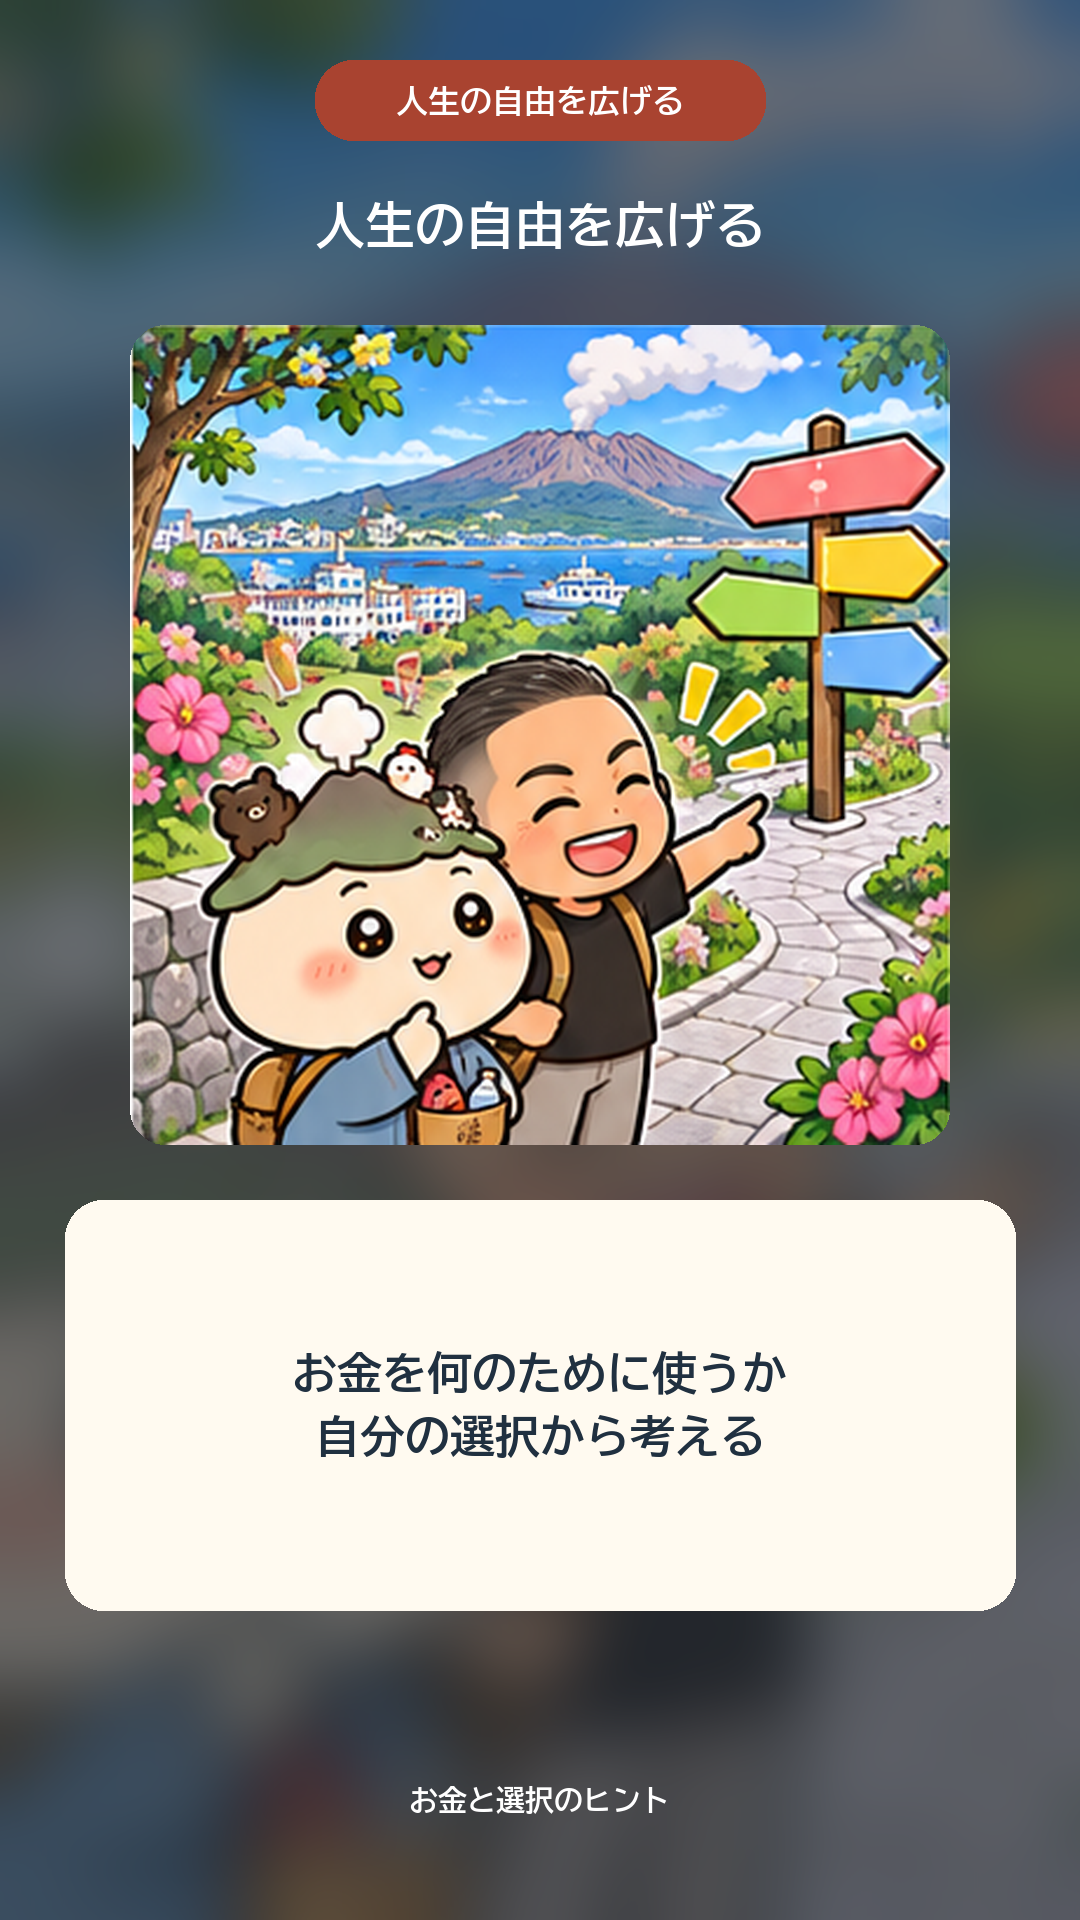 人生の自由を広げる
人生の自由を広げる
お金を何のために使うか
自分の選択から考える
お金と選択のヒント